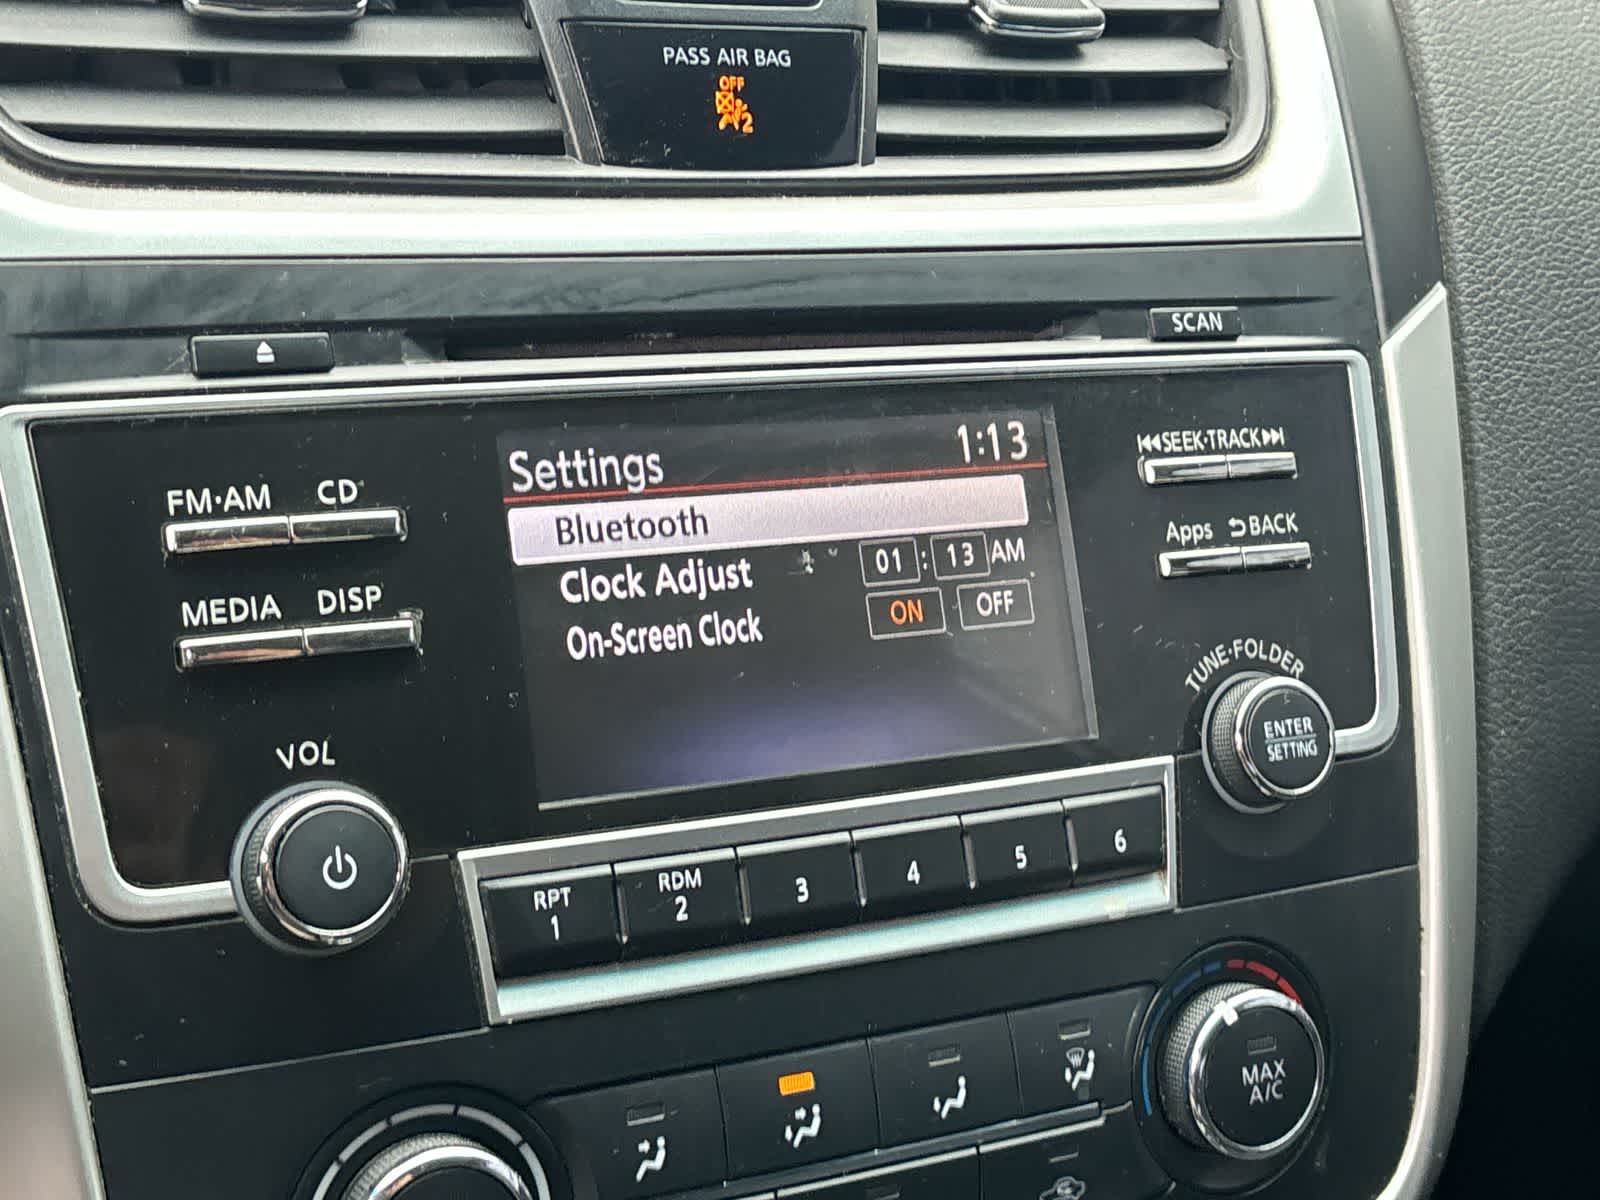 PASS AIR BAG
OFF
2
SCAN
SEEK·TRACK
FM·AM CD
Settings 1:13
Bluetooth
Clock Adjust 01 : 13 AM
On-Screen Clock ON OFF
Apps BACK
MEDIA DISP
TUNE·FOLDER
ENTER
SETTING
VOL
RPT
1
RDM
2
3
4
5
6
MAX
A/C